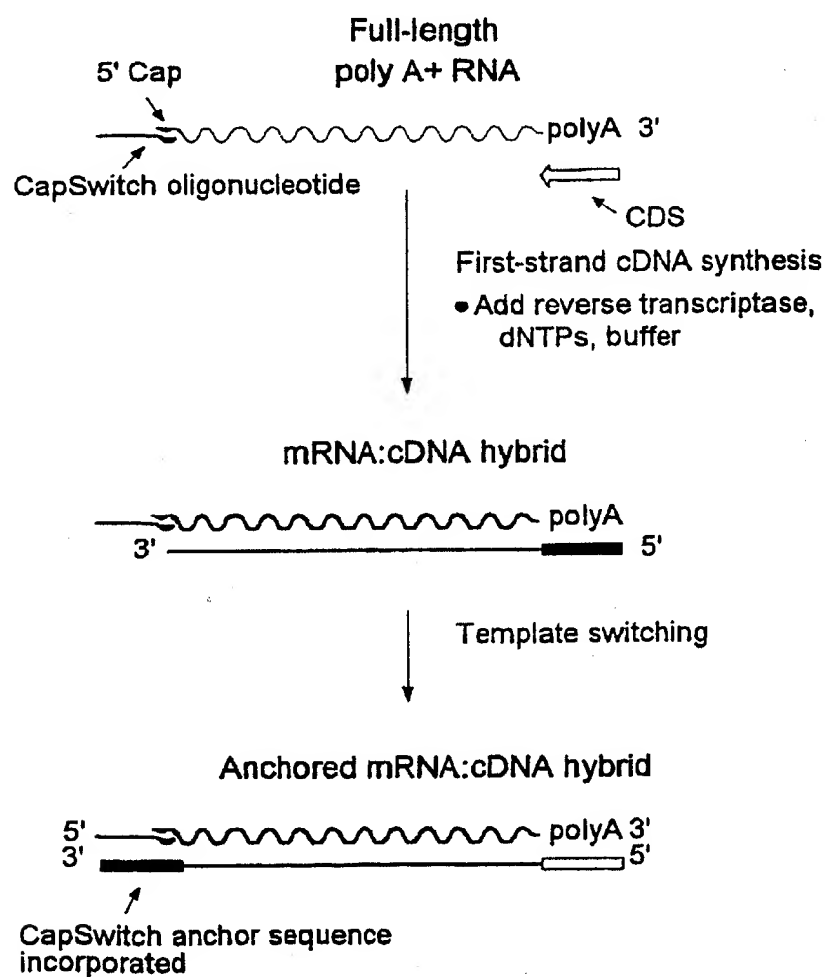 Full-length
poly A+ RNA
5' Cap
polyA 3'
CapSwitch oligonucleotide
CDS
First-strand cDNA synthesis
• Add reverse transcriptase,
dNTPs, buffer
mRNA:cDNA hybrid
polyA
3' 5'
Template switching
Anchored mRNA:cDNA hybrid
5' polyA 3'
3' 5'
CapSwitch anchor sequence
incorporated